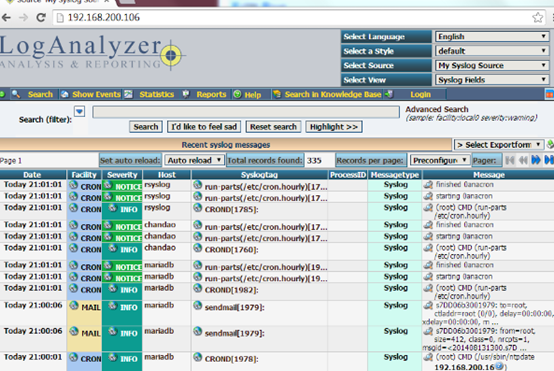 Source 'My Syslog Sou
192.168.200.106
LogAnalyzer
ANALYSIS & REPORTING
Select Language English
Select a Style default
Select Source My Syslog Source
Select View Syslog Fields
Search Show Events Statistics Reports Help Search in Knowledge Base Login
Search (filter): Advanced Search
(sample: facility:local0 severity:warning)
Search I'd like to feel sad Reset search Highlight >>
Recent syslog messages > Select Exportform
Page 1 Set auto reload: Auto reload Total records found: 335 Records per page: Preconfigure Pager:
Date Facility Severity Host Syslogtag ProcessID Messagetype Message
Today 21:01:01 CRON NOTICE rsyslog run-parts(/etc/cron.hourly)[17... Syslog finished 0anacron
Today 21:01:01 CRON NOTICE rsyslog run-parts(/etc/cron.hourly)[17... Syslog starting 0anacron
Today 21:01:01 CRON INFO rsyslog CROND[1785]: Syslog (root) CMD (run-parts
/etc/cron.hourly)
Today 21:01:01 CRON NOTICE chandao run-parts(/etc/cron.hourly)[17... Syslog finished 0anacron
Today 21:01:01 CRON NOTICE chandao run-parts(/etc/cron.hourly)[17... Syslog starting 0anacron
Today 21:01:01 CRON INFO chandao CROND[1760]: Syslog (root) CMD (run-parts
/etc/cron.hourly)
Today 21:01:01 CRON NOTICE mariadb run-parts(/etc/cron.hourly)[19... Syslog finished 0anacron
Today 21:01:01 CRON NOTICE mariadb run-parts(/etc/cron.hourly)[19... Syslog starting 0anacron
Today 21:01:01 CRON INFO mariadb CROND[1982]: Syslog (root) CMD (run-parts
/etc/cron.hourly)
Today 21:00:06 MAIL INFO mariadb sendmail[1979]: Syslog s7DD06b3001979: to=root,
ctladdr=root (0/0), delay=00:00:00,
xdelay=00:00:00, m ...
Today 21:00:06 MAIL INFO mariadb sendmail[1979]: Syslog s7DD06b3001979: from=root,
size=412, class=0, nrcpts=1,
msgid=<201408131300.s7D ...
Today 21:00:01 CRON INFO mariadb CROND[1978]: Syslog (root) CMD (/usr/sbin/ntpdate
192.168.200.16